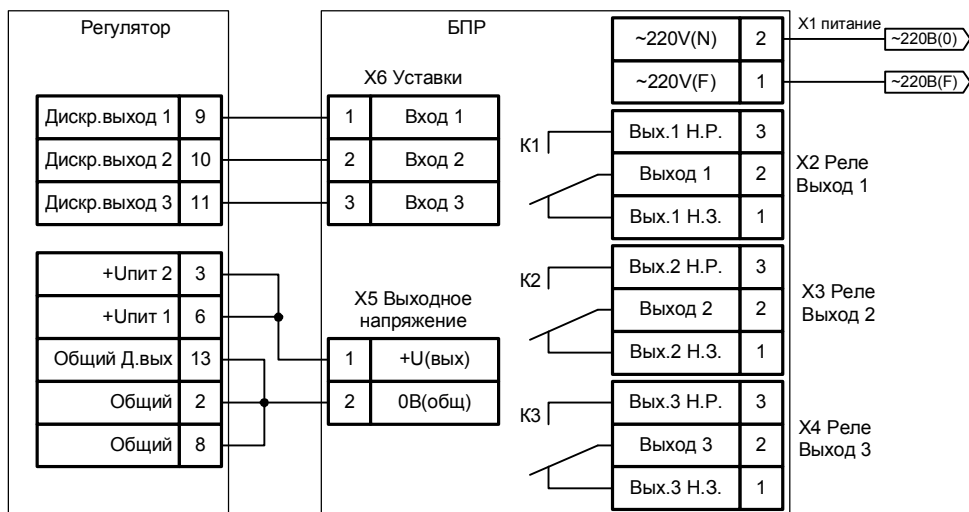 Регулятор
Дискр.выход 1 9
Дискр.выход 2 10
Дискр.выход 3 11
+Uпит 2 3
+Uпит 1 6
Общий Д.вых 13
Общий 2
Общий 8
БПР
X6 Уставки
1 Вход 1
2 Вход 2
3 Вход 3
X5 Выходное
напряжение
1 +U(вых)
2 0В(общ)
~220V(N) 2
~220V(F) 1
X1 питание
~220В(0)
~220В(F)
К1
Вых.1 Н.Р. 3
Выход 1 2
Вых.1 Н.З. 1
X2 Реле
Выход 1
К2
Вых.2 Н.Р. 3
Выход 2 2
Вых.2 Н.З. 1
X3 Реле
Выход 2
К3
Вых.3 Н.Р. 3
Выход 3 2
Вых.3 Н.З. 1
X4 Реле
Выход 3